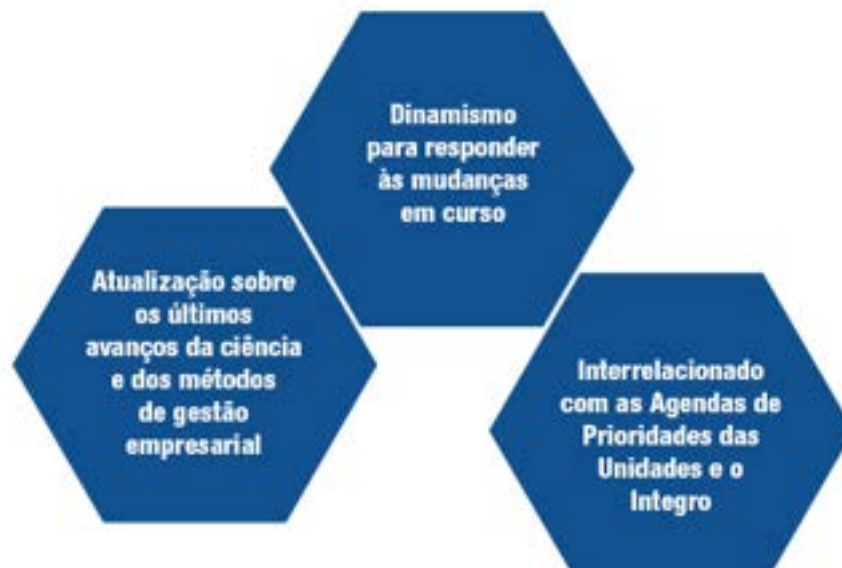 Dinamismo
para responder
às mudanças
em curso
Atualização sobre
os últimos
avanços da ciência
e dos métodos
de gestão
empresarial
Interrelacionado
com as Agendas de
Prioridades das
Unidades e o
Integro